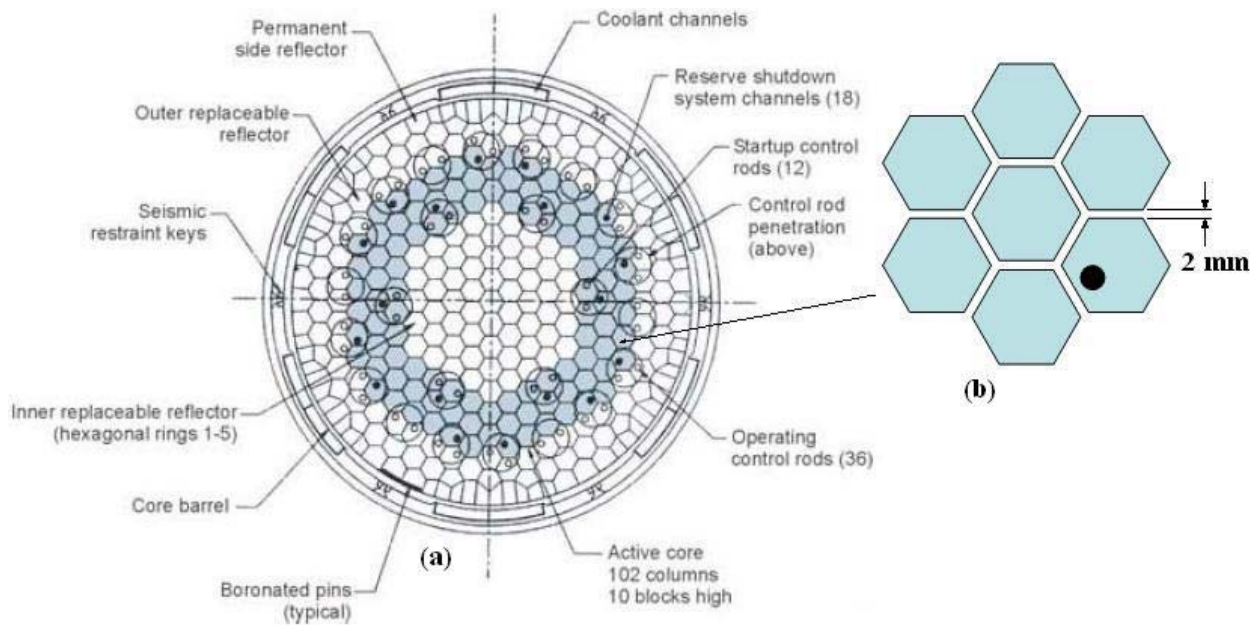 Coolant channels
Permanent
side reflector
Reserve shutdown
system channels (18)
Outer replaceable
reflector
Startup control
rods (12)
Seismic
restraint keys
Control rod
penetration
(above)
2 mm
(b)
Inner replaceable reflector
(hexagonal rings 1-5)
Operating
control rods (36)
Core barrel
(a)
Active core
102 columns
10 blocks high
Boronated pins
(typical)